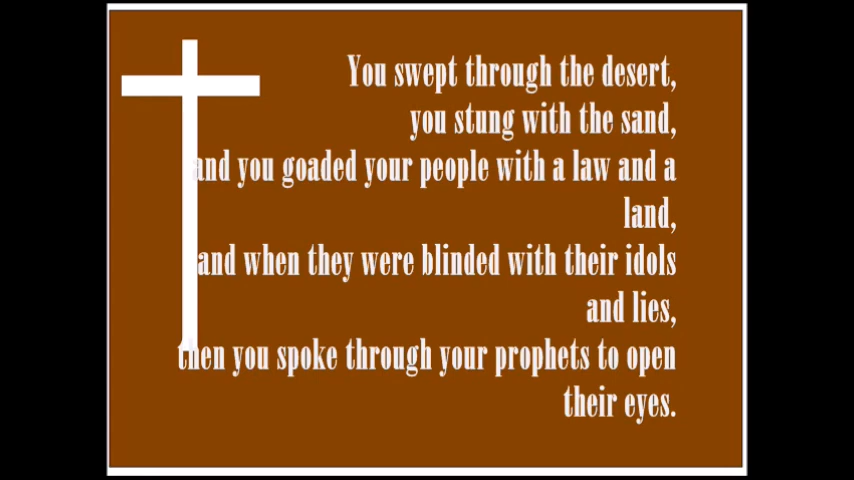 You swept through the desert,
you stung with the sand,
and you goaded your people with a law and a
land,
and when they were blinded with their idols
and lies,
then you spoke through your prophets to open
their eyes.